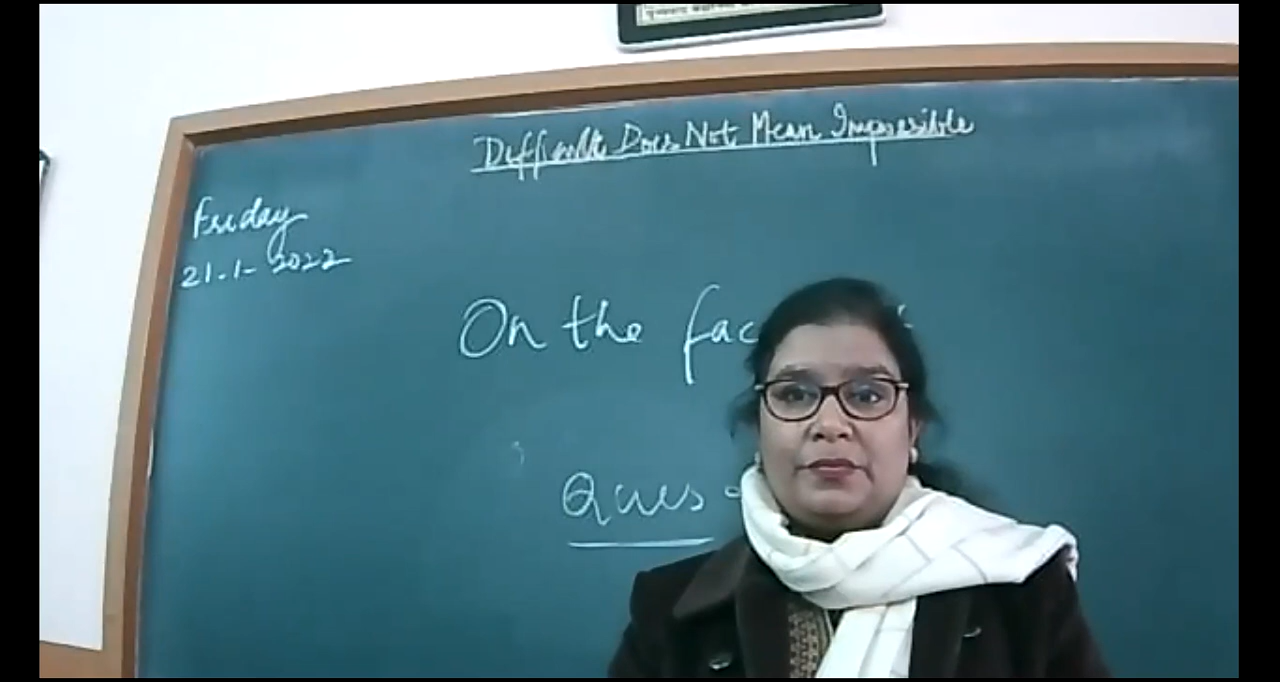 Difficult Does Not Mean Impossible
Friday
21-1-2022
On the fac
Ques